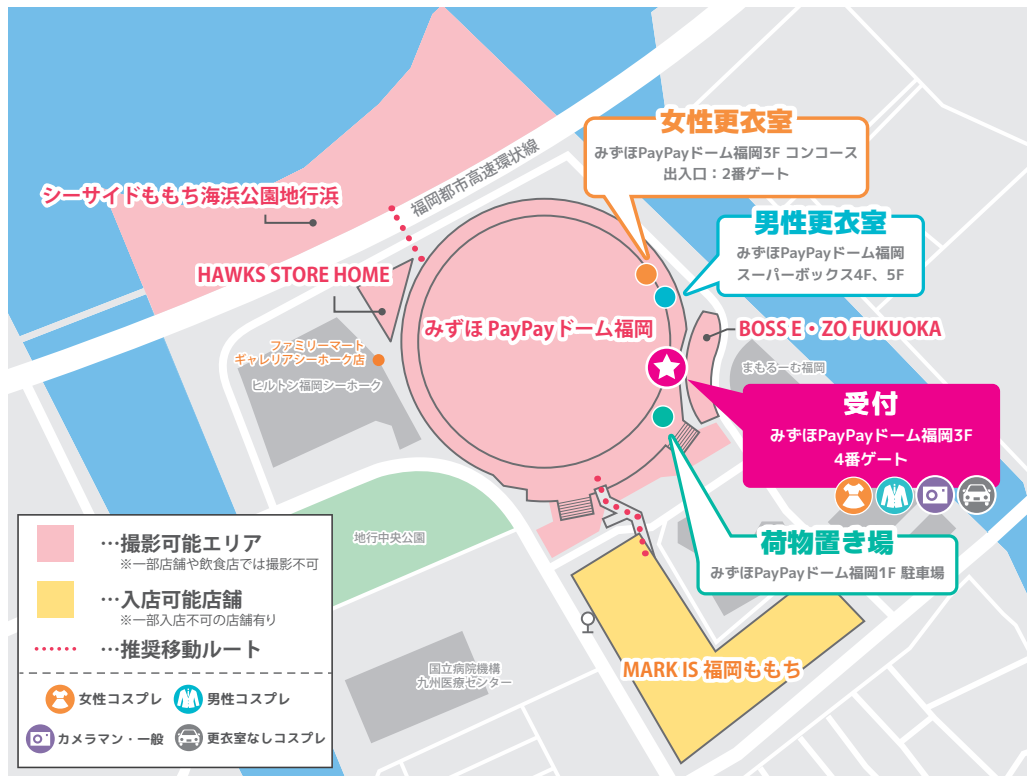 女性更衣室
みずほPayPayドーム福岡3F コンコース
出入口：2番ゲート
福岡都市高速環状線
シーサイドももち海浜公園地行浜
男性更衣室
みずほPayPayドーム福岡
スーパーボックス4F、5F
HAWKS STORE HOME
みずほ PayPayドーム福岡
BOSS E・ZO FUKUOKA
ファミリーマート
ギャレリアシーホーク店
ヒルトン福岡シーホーク
まもるーむ福岡
受付
みずほPayPayドーム福岡3F
4番ゲート
地行中央公園
荷物置き場
みずほPayPayドーム福岡1F 駐車場
…撮影可能エリア
※一部店舗や飲食店では撮影不可
…入店可能店舗
※一部入店不可の店舗有り
…推奨移動ルート
国立病院機構
九州医療センター
MARK IS 福岡ももち
女性コスプレ
男性コスプレ
カメラマン・一般
更衣室なしコスプレ